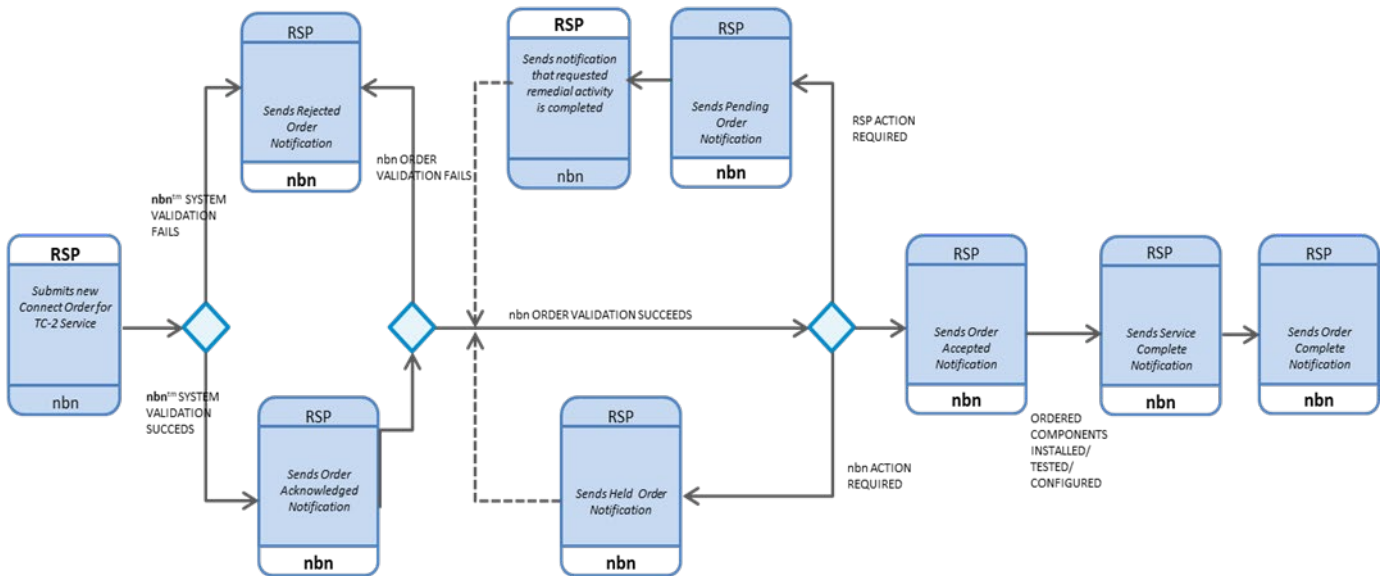 RSP
Sends Rejected
Order
Notification
nbn
RSP
Sends notification
that requested
remedial activity
is completed
nbn
RSP
Sends Pending
Order
Notification
nbn
RSP ACTION
REQUIRED
nbn ORDER
VALIDATION FAILS
nbn™ SYSTEM
VALIDATION
FAILS
RSP
Submits new
Connect Order for
TC-2 Service
nbn
nbn ORDER VALIDATION SUCCEEDS
RSP
Sends Order
Accepted
Notification
nbn
RSP
Sends Service
Complete
Notification
nbn
RSP
Sends Order
Complete
Notification
nbn
nbn™ SYSTEM
VALIDATION
SUCCEDS
RSP
Sends Order
Acknowledged
Notification
nbn
RSP
Sends Held Order
Notification
nbn
nbn ACTION
REQUIRED
ORDERED
COMPONENTS
INSTALLED/
TESTED/
CONFIGURED